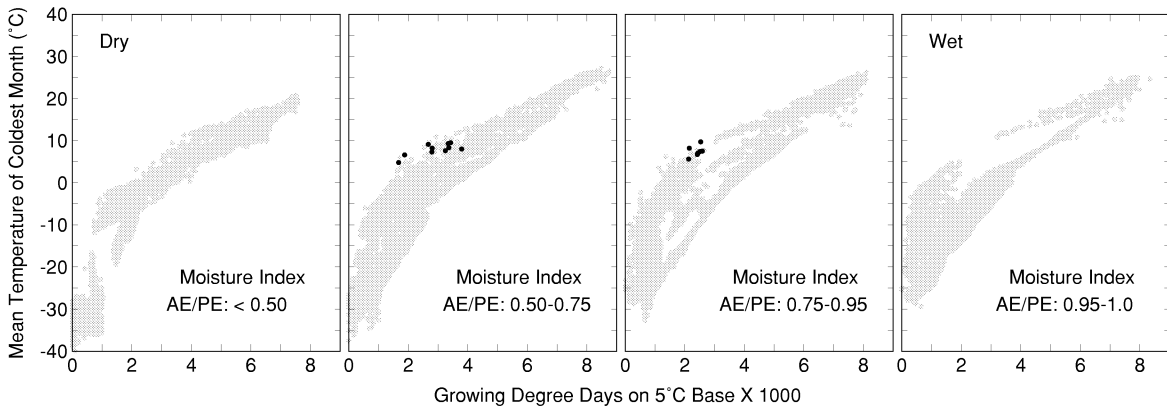 Mean Temperature of Coldest Month (˚C)
40
30
20
10
0
-10
-20
-30
-40
Dry
Moisture Index
AE/PE: < 0.50
0 2 4 6 8
Moisture Index
AE/PE: 0.50-0.75
0 2 4 6 8
Moisture Index
AE/PE: 0.75-0.95
0 2 4 6 8
Wet
Moisture Index
AE/PE: 0.95-1.0
0 2 4 6 8
Growing Degree Days on 5˚C Base X 1000